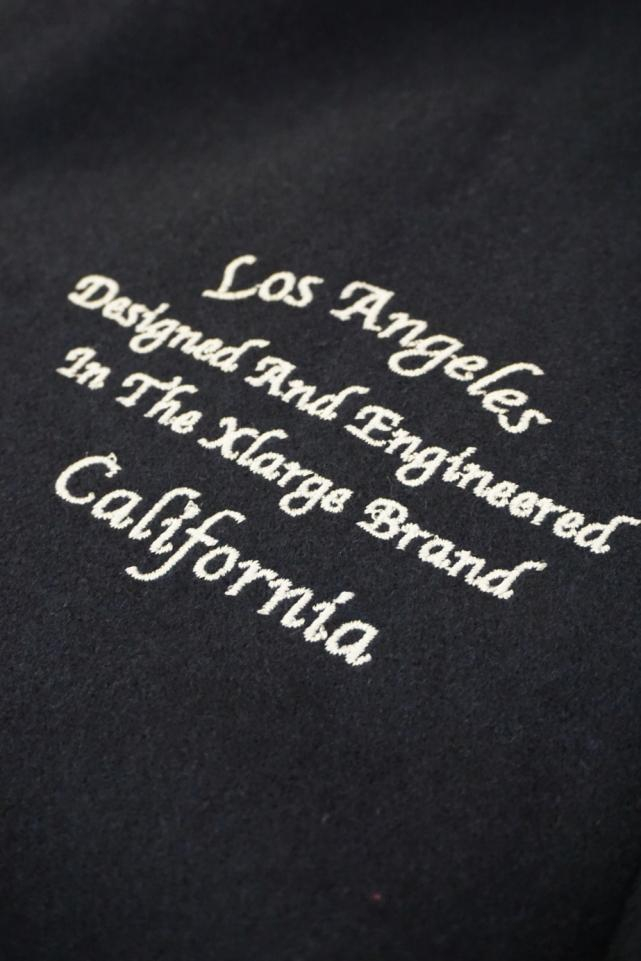 Los Angeles
Designed And Engineered
In The Xlarge Brand
California